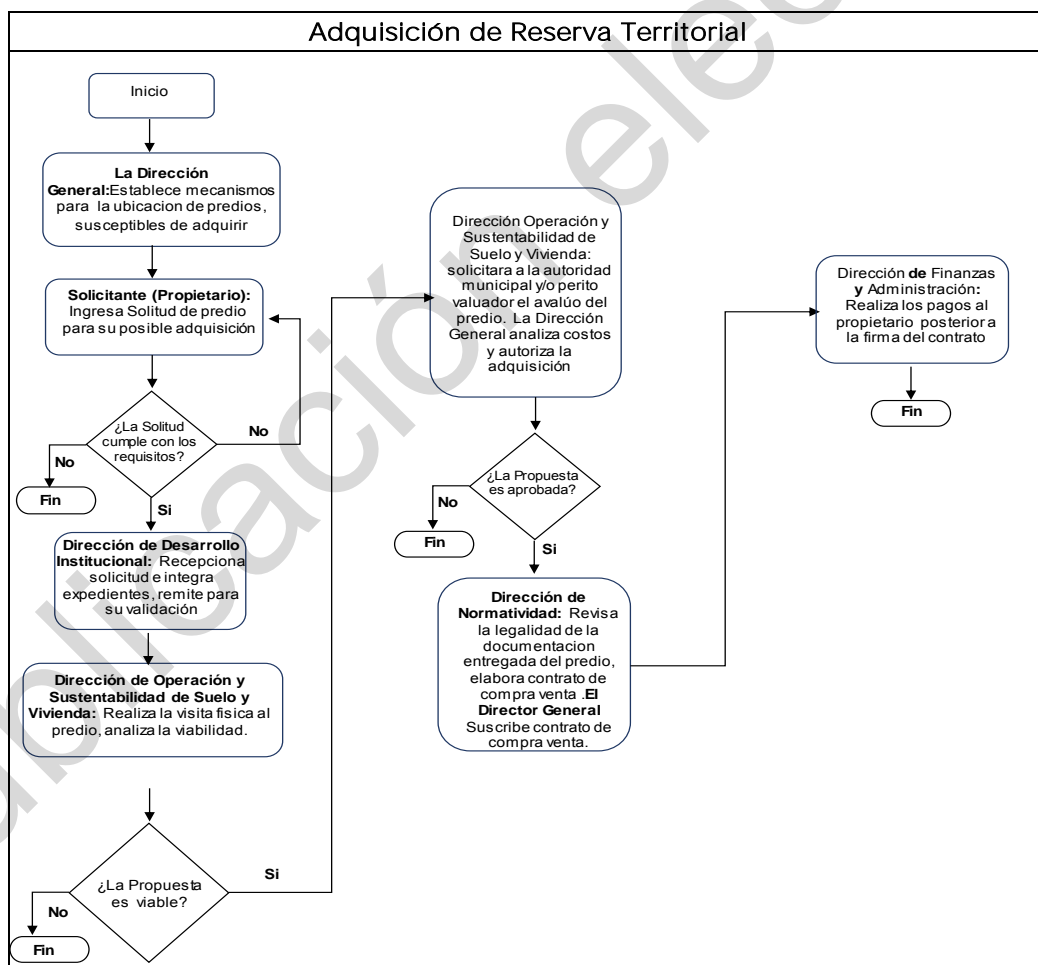 Adquisición de Reserva Territorial
Inicio
La Dirección
General:Establece mecanismos
para la ubicacion de predios,
susceptibles de adquirir
Solicitante (Propietario):
Ingresa Solitud de predio
para su posible adquisición
¿La Solitud
cumple con los
requisitos?
No
No
Fin
Si
Dirección de Desarrollo
Institucional: Recepciona
solicitud e integra
expedientes, remite para
su validación
Dirección de Operación y
Sustentabilidad de Suelo y
Vivienda: Realiza la visita fisica al
predio, analiza la viabilidad.
¿La Propuesta
es viable?
Si
No
Fin
Dirección Operación y
Sustentabilidad de
Suelo y Vivienda:
solicitara a la autoridad
municipal y/o perito
valuador el avalúo del
predio. La Dirección
General analiza costos
y autoriza la
adquisición
¿La Propuesta
es aprobada?
No
Fin
Si
Dirección de
Normatividad: Revisa
la legalidad de la
documentacion
entregada del predio,
elabora contrato de
compra venta .El
Director General
Suscribe contrato de
compra venta.
Dirección de Finanzas
y Administración:
Realiza los pagos al
propietario posterior a
la firma del contrato
Fin
ublicación elec